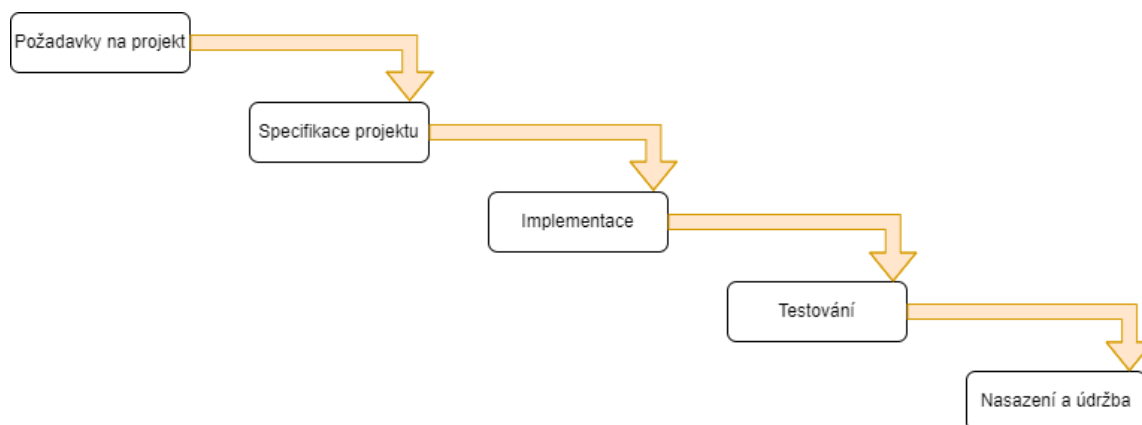 Požadavky na projekt
Specifikace projektu
Implementace
Testování
Nasazení a údržba